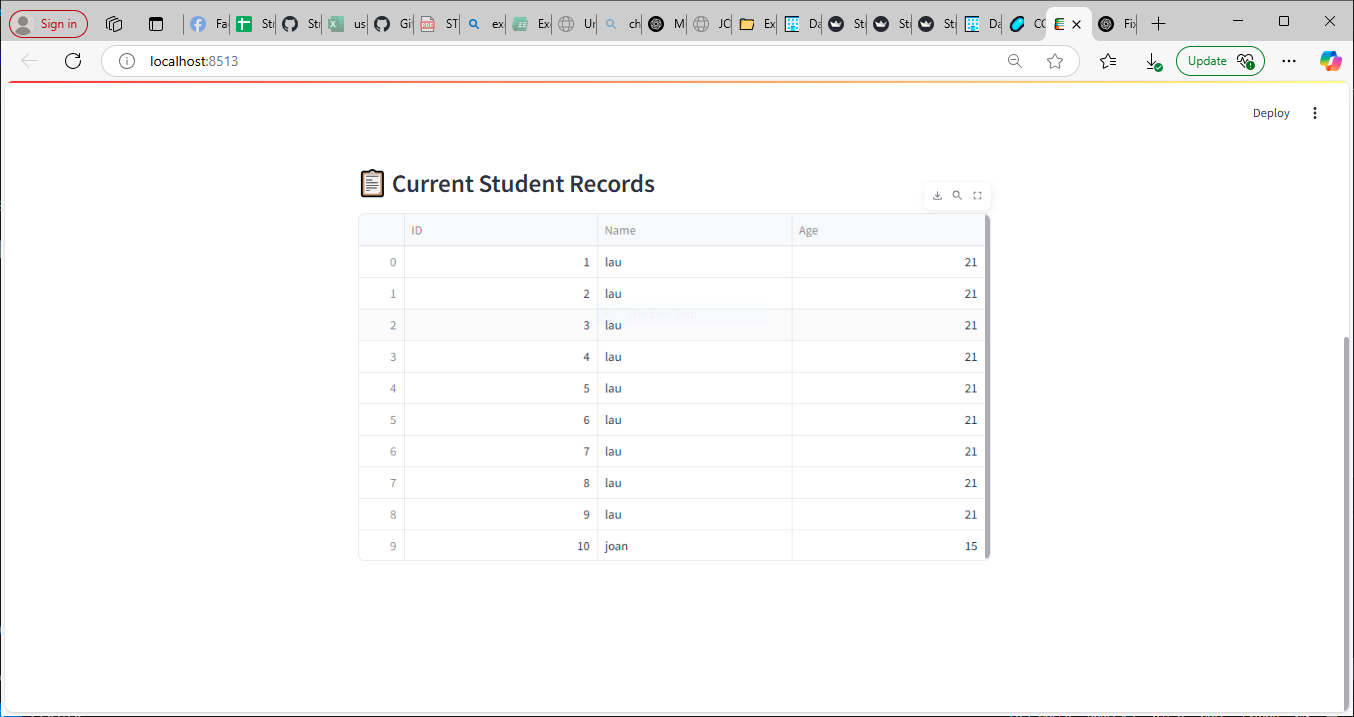 Sign in
Fa
St
St
us
Gi
ST
ex
Ex
Ur
ch
M
JC
Ex
Da
St
St
St
Da
CC
Fix
localhost:8513
Update
Deploy
Current Student Records
ID Name Age
0 1 lau 21
1 2 lau 21
Window Snip
2 3 lau 21
3 4 lau 21
4 5 lau 21
5 6 lau 21
6 7 lau 21
7 8 lau 21
8 9 lau 21
9 10 joan 15